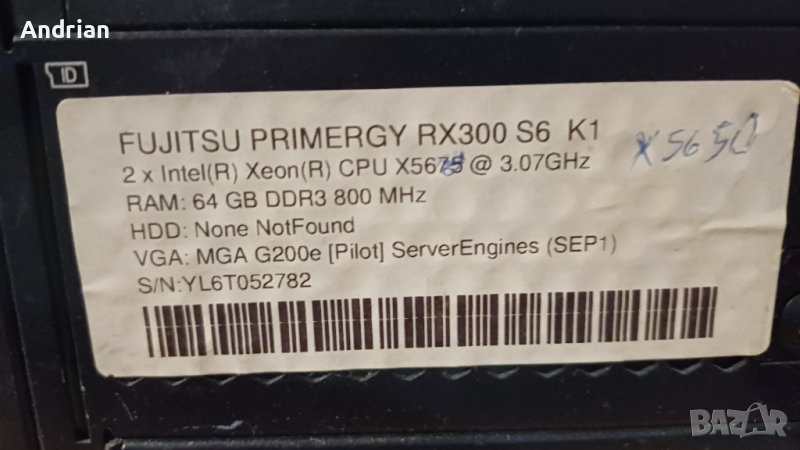 Andrian
ID
FUJITSU PRIMERGY RX300 S6 K1
X5650
2 x Intel(R) Xeon(R) CPU X5675 @ 3.07GHz
RAM: 64 GB DDR3 800 MHz
HDD: None NotFound
VGA: MGA G200e [Pilot] ServerEngines (SEP1)
S/N:YL6T052782
BAZAR